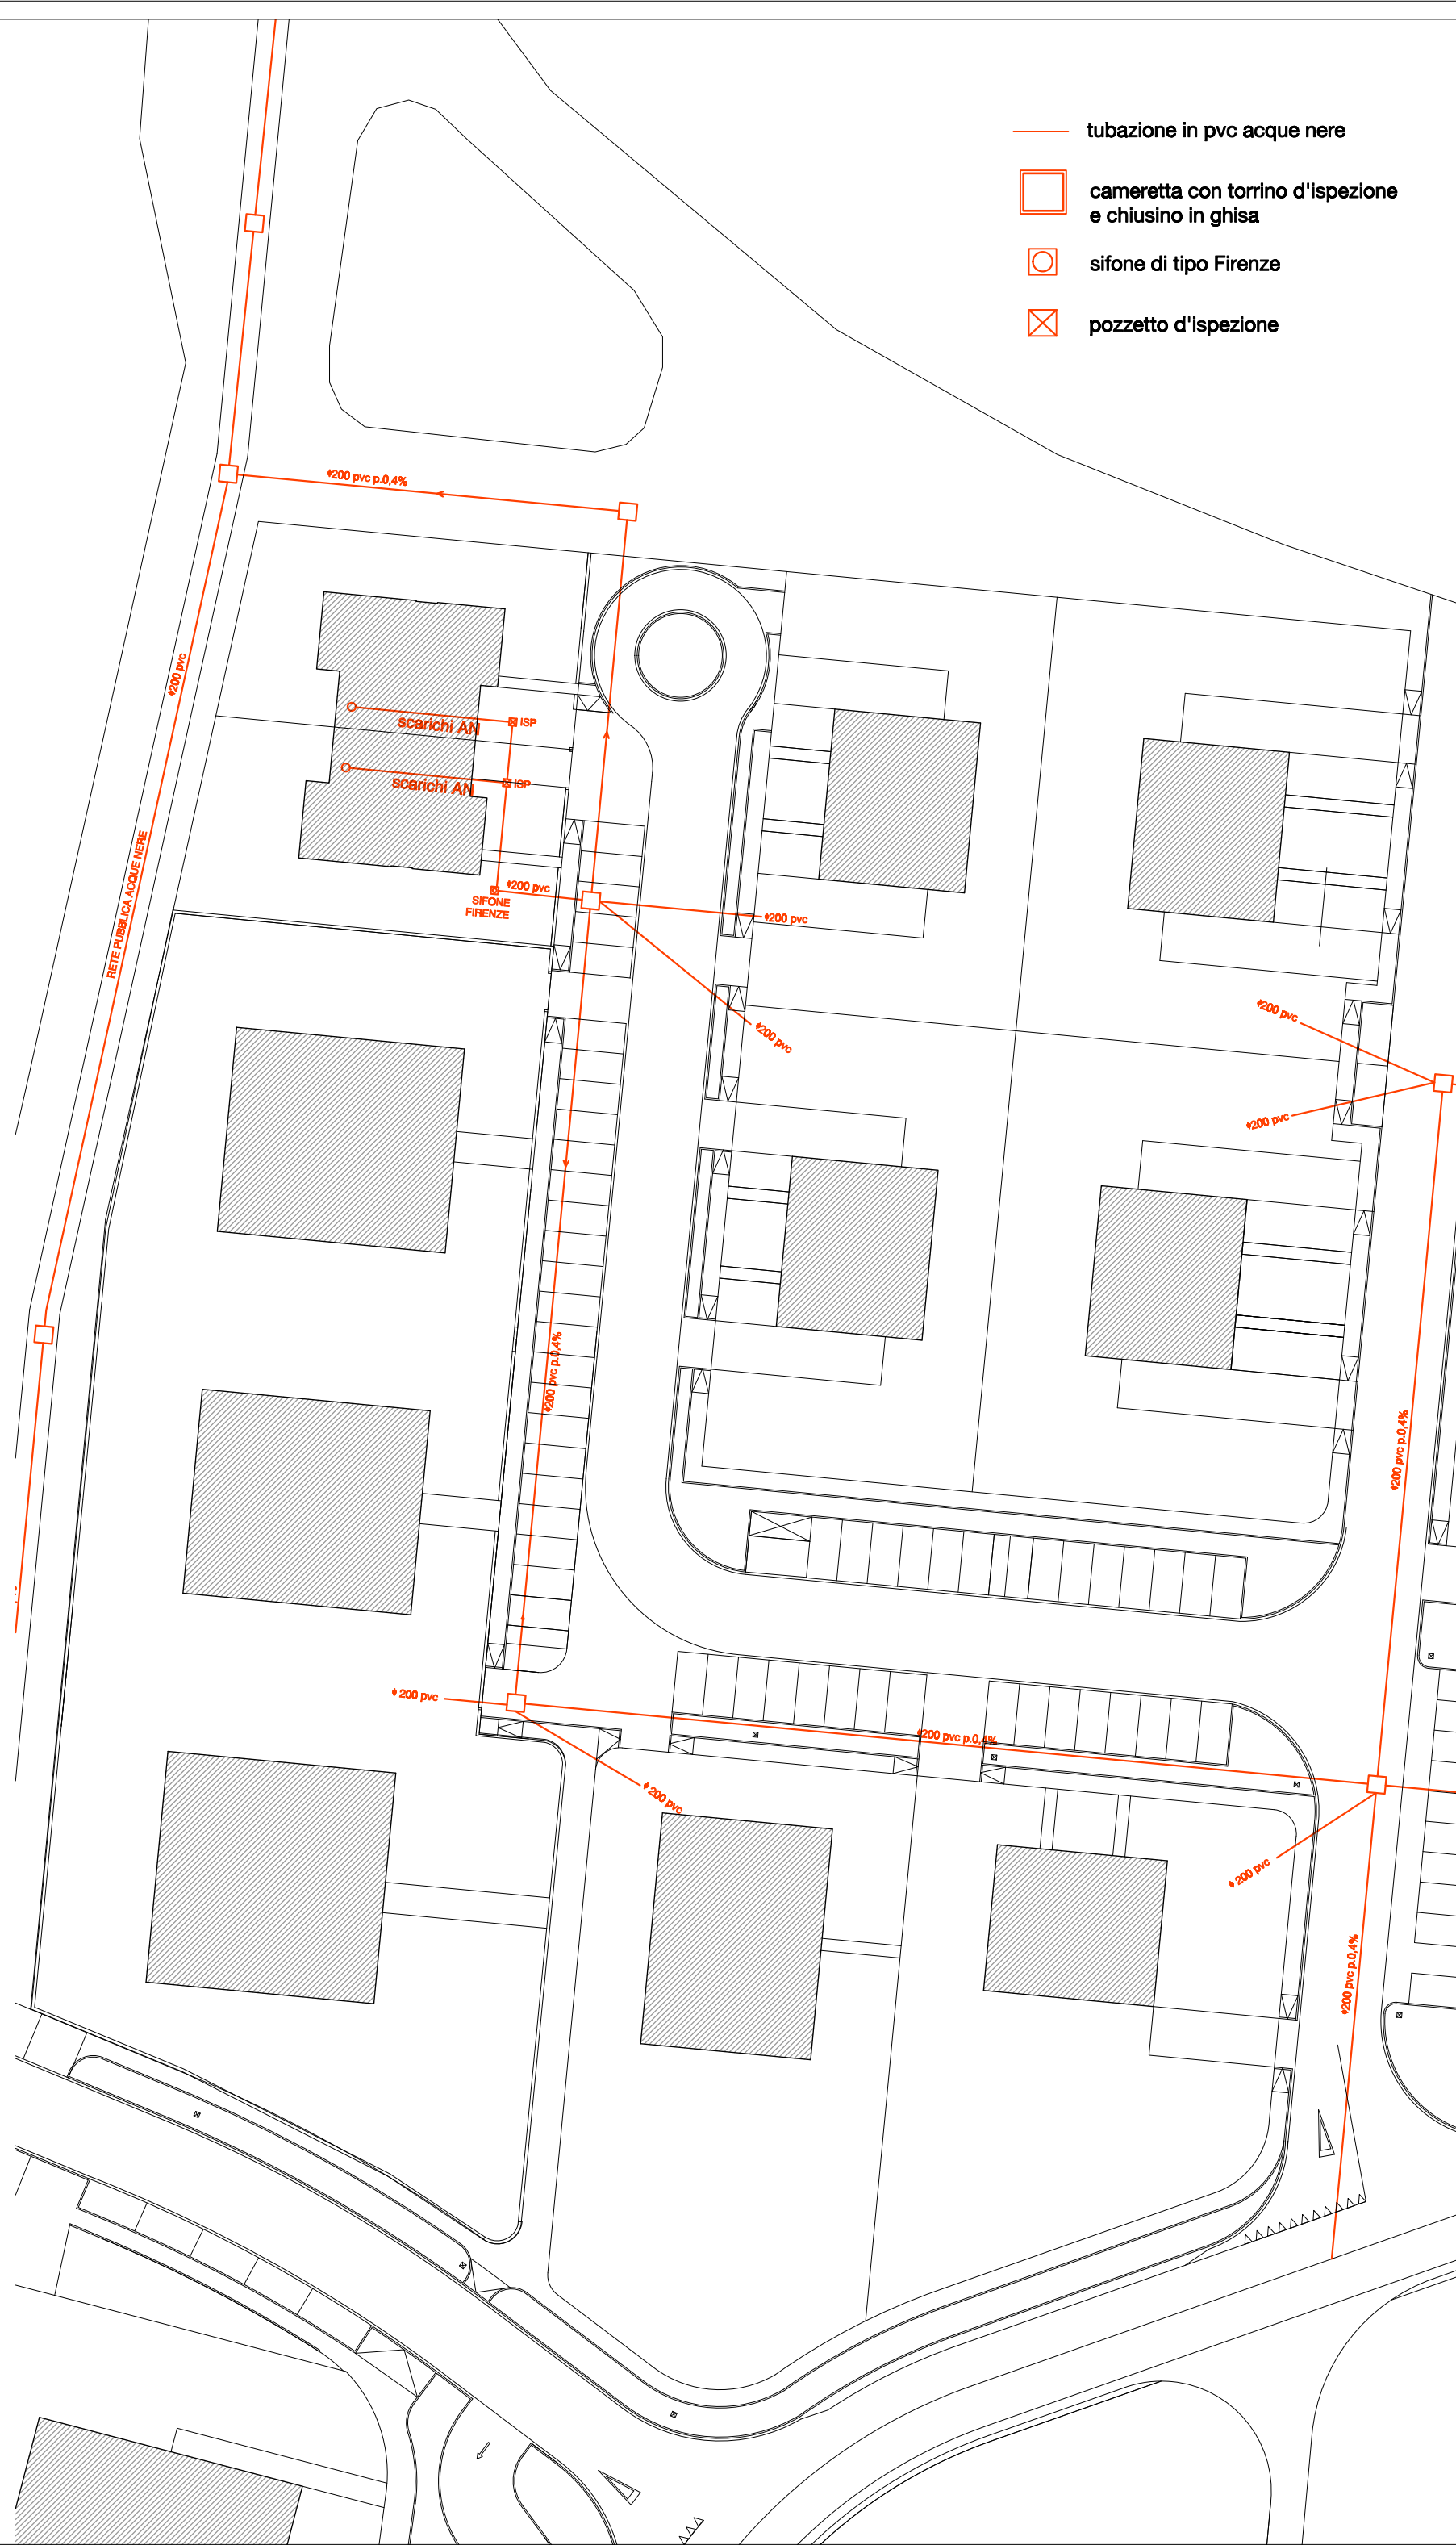 tubazione in pvc acque nere
cameretta con torrino d'ispezione
e chiusino in ghisa
sifone di tipo Firenze
pozzetto d'ispezione
ϕ200 pvc p.0,4%
ϕ200 pvc
scarichi AN
ISP
scarichi AN
ISP
RETE PUBBLICA ACQUE NERE
ϕ200 pvc
SIFONE
FIRENZE
ϕ200 pvc
ϕ200 pvc
ϕ200 pvc
ϕ200 pvc
ϕ200 pvc p.0,4%
ϕ200 pvc p.0,4%
ϕ 200 pvc
ϕ200 pvc p.0,4%
ϕ 200 pvc
ϕ 200 pvc
ϕ200 pvc p.0,4%